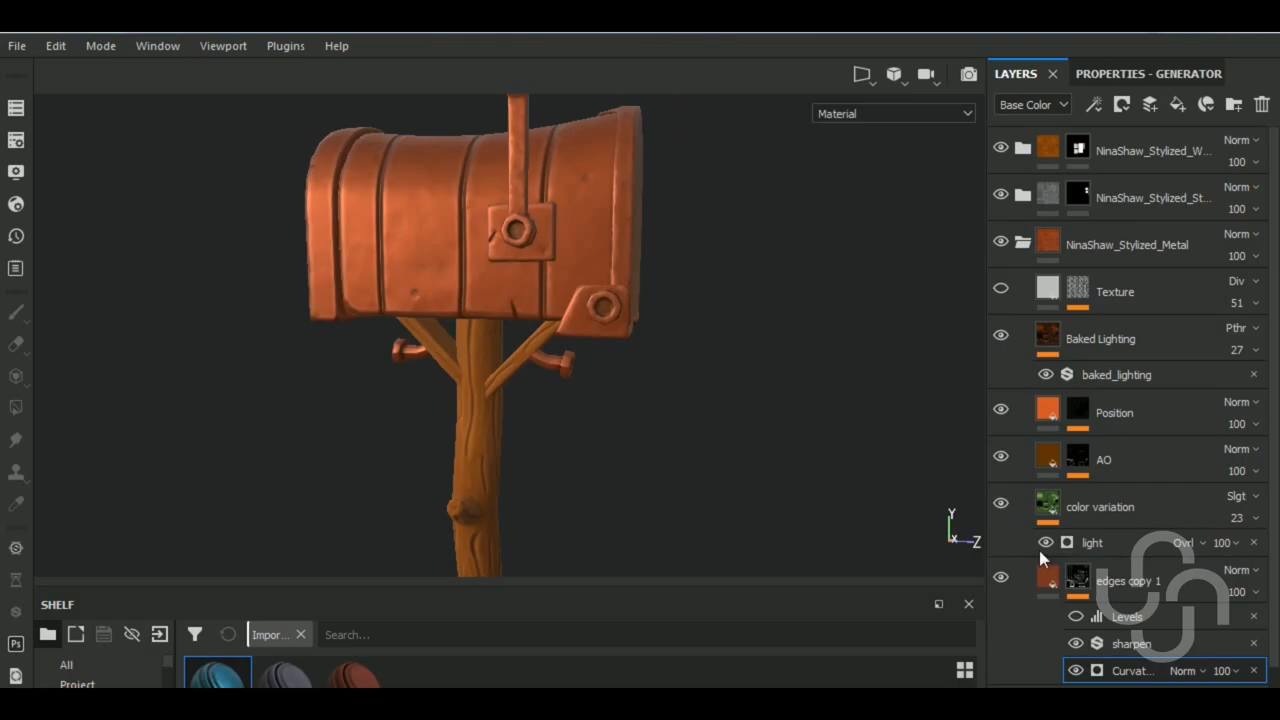 File Edit Mode Window Viewport Plugins Help
LAYERS PROPERTIES - GENERATOR
Base Color
Material
NinaShaw_Stylized_W... Norm 100
NinaShaw_Stylized_St... Norm 100
NinaShaw_Stylized_Metal Norm 100
Texture Div 51
Baked Lighting Pthr 27
baked_lighting
Position Norm 100
AO Norm 100
color variation Slgt 23
light Ovrl 100
edges copy 1 Norm 100
Levels
sharpen
Curvat... Norm 100
Y
X Z
SHELF
Impor... Search...
All
Project
Ps